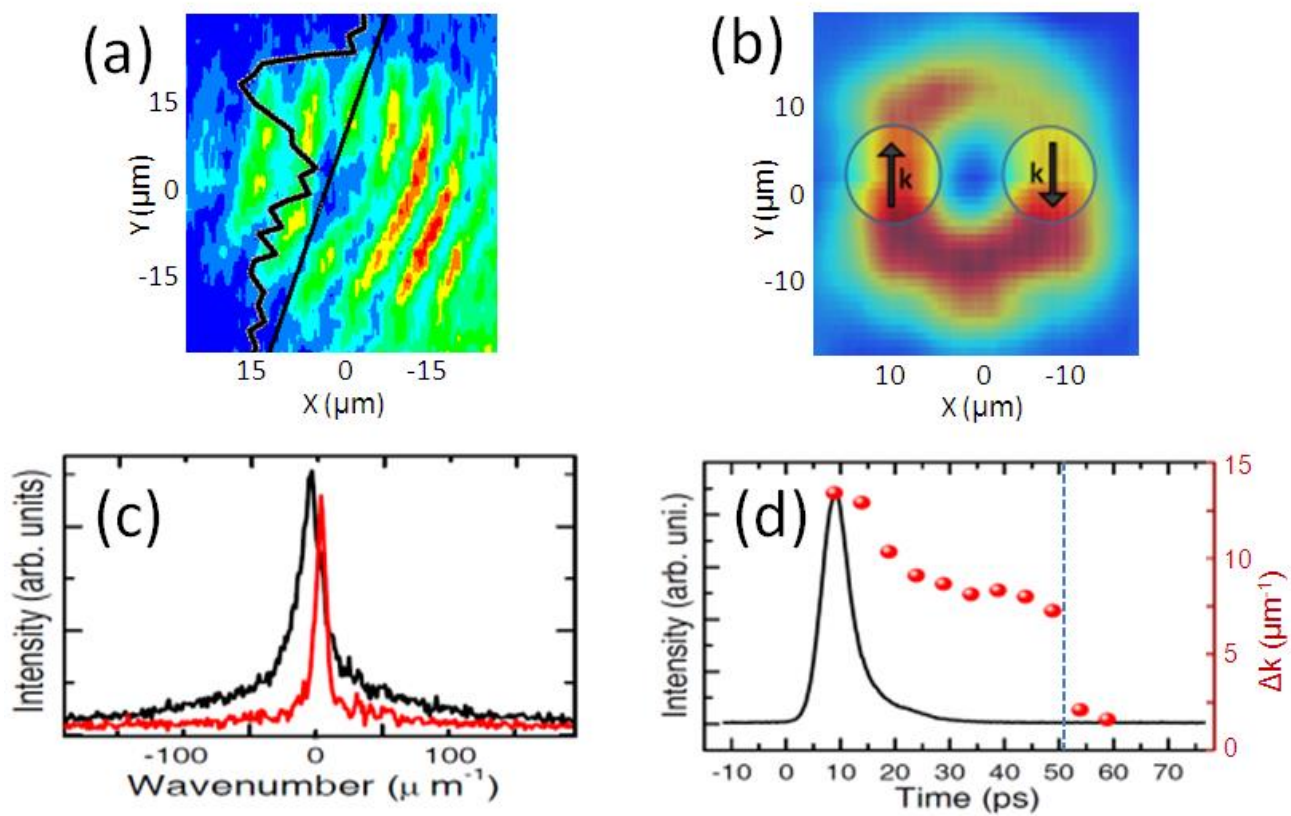 (a)
Y (µm)
15
0
-15
15 0 -15
X (µm)
(b)
Y (µm)
10
0
-10
k
k
10 0 -10
X (µm)
(c)
Intensity (arb. units)
-100 0 100
Wavenumber (µ m⁻¹)
(d)
Intensity (arb. uni.)
-10 0 10 20 30 40 50 60 70
Time (ps)
15
10
5
0
Δk (µm⁻¹)